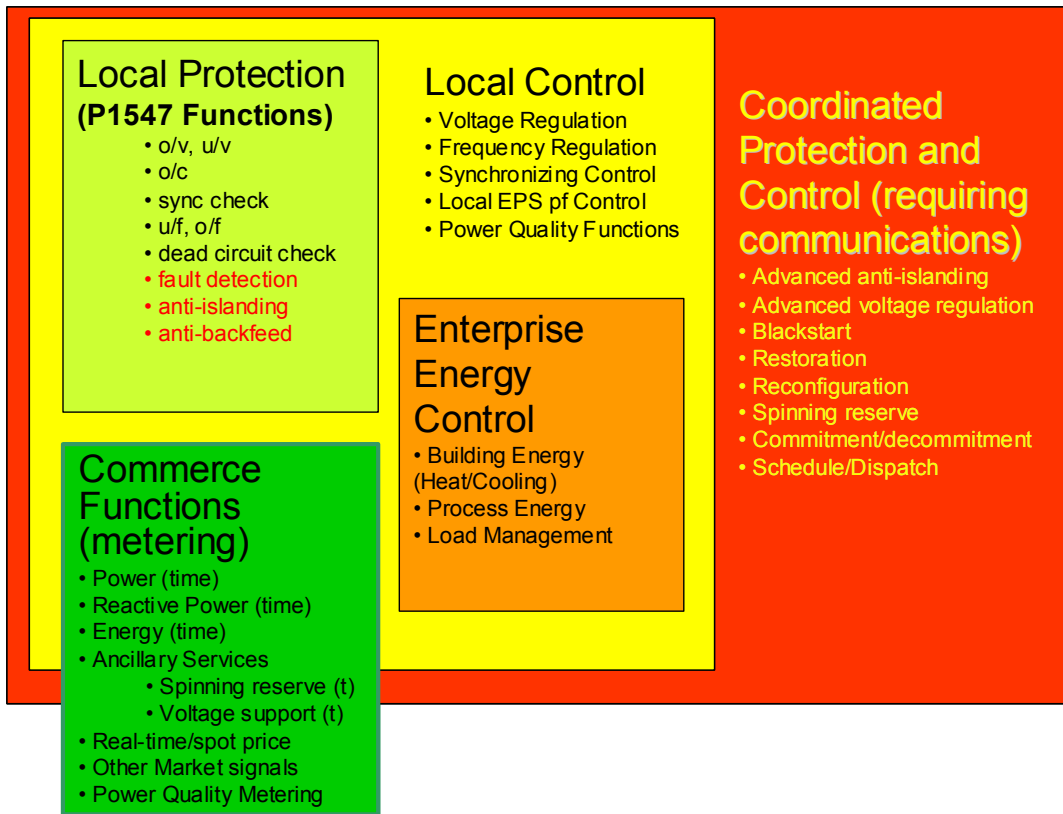 Local Protection
(P1547 Functions)
• o/v, u/v
• o/c
• sync check
• u/f, o/f
• dead circuit check
• fault detection
• anti-islanding
• anti-backfeed
Local Control
• Voltage Regulation
• Frequency Regulation
• Synchronizing Control
• Local EPS pf Control
• Power Quality Functions
Enterprise
Energy
Control
• Building Energy
(Heat/Cooling)
• Process Energy
• Load Management
Commerce
Functions
(metering)
• Power (time)
• Reactive Power (time)
• Energy (time)
• Ancillary Services
• Spinning reserve (t)
• Voltage support (t)
• Real-time/spot price
• Other Market signals
• Power Quality Metering
Coordinated
Protection and
Control (requiring
communications)
• Advanced anti-islanding
• Advanced voltage regulation
• Blackstart
• Restoration
• Reconfiguration
• Spinning reserve
• Commitment/decommitment
• Schedule/Dispatch